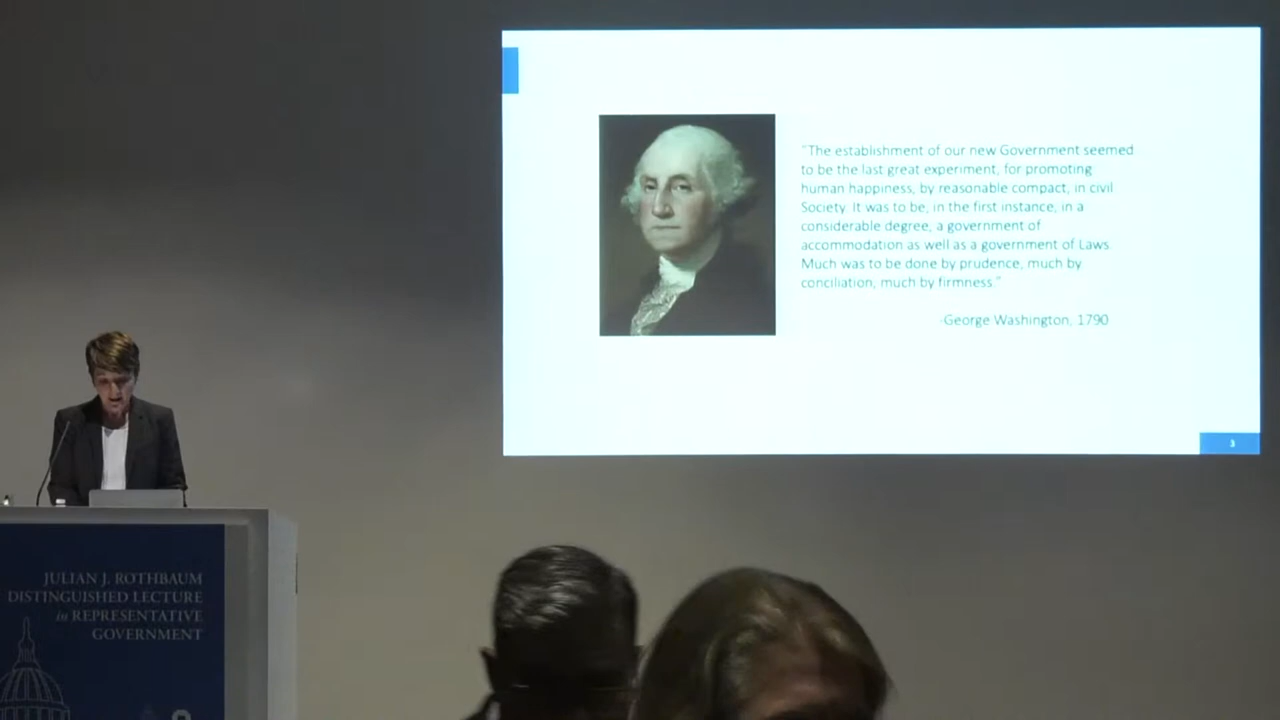 "The establishment of our new Government seemed
to be the last great experiment, for promoting
human happiness, by reasonable compact, in civil
Society. It was to be, in the first instance, in a
considerable degree, a government of
accommodation as well as a government of Laws.
Much was to be done by prudence, much by
conciliation, much by firmness."
-George Washington, 1790
3
JULIAN J. ROTHBAUM
DISTINGUISHED LECTURE
in REPRESENTATIVE
GOVERNMENT